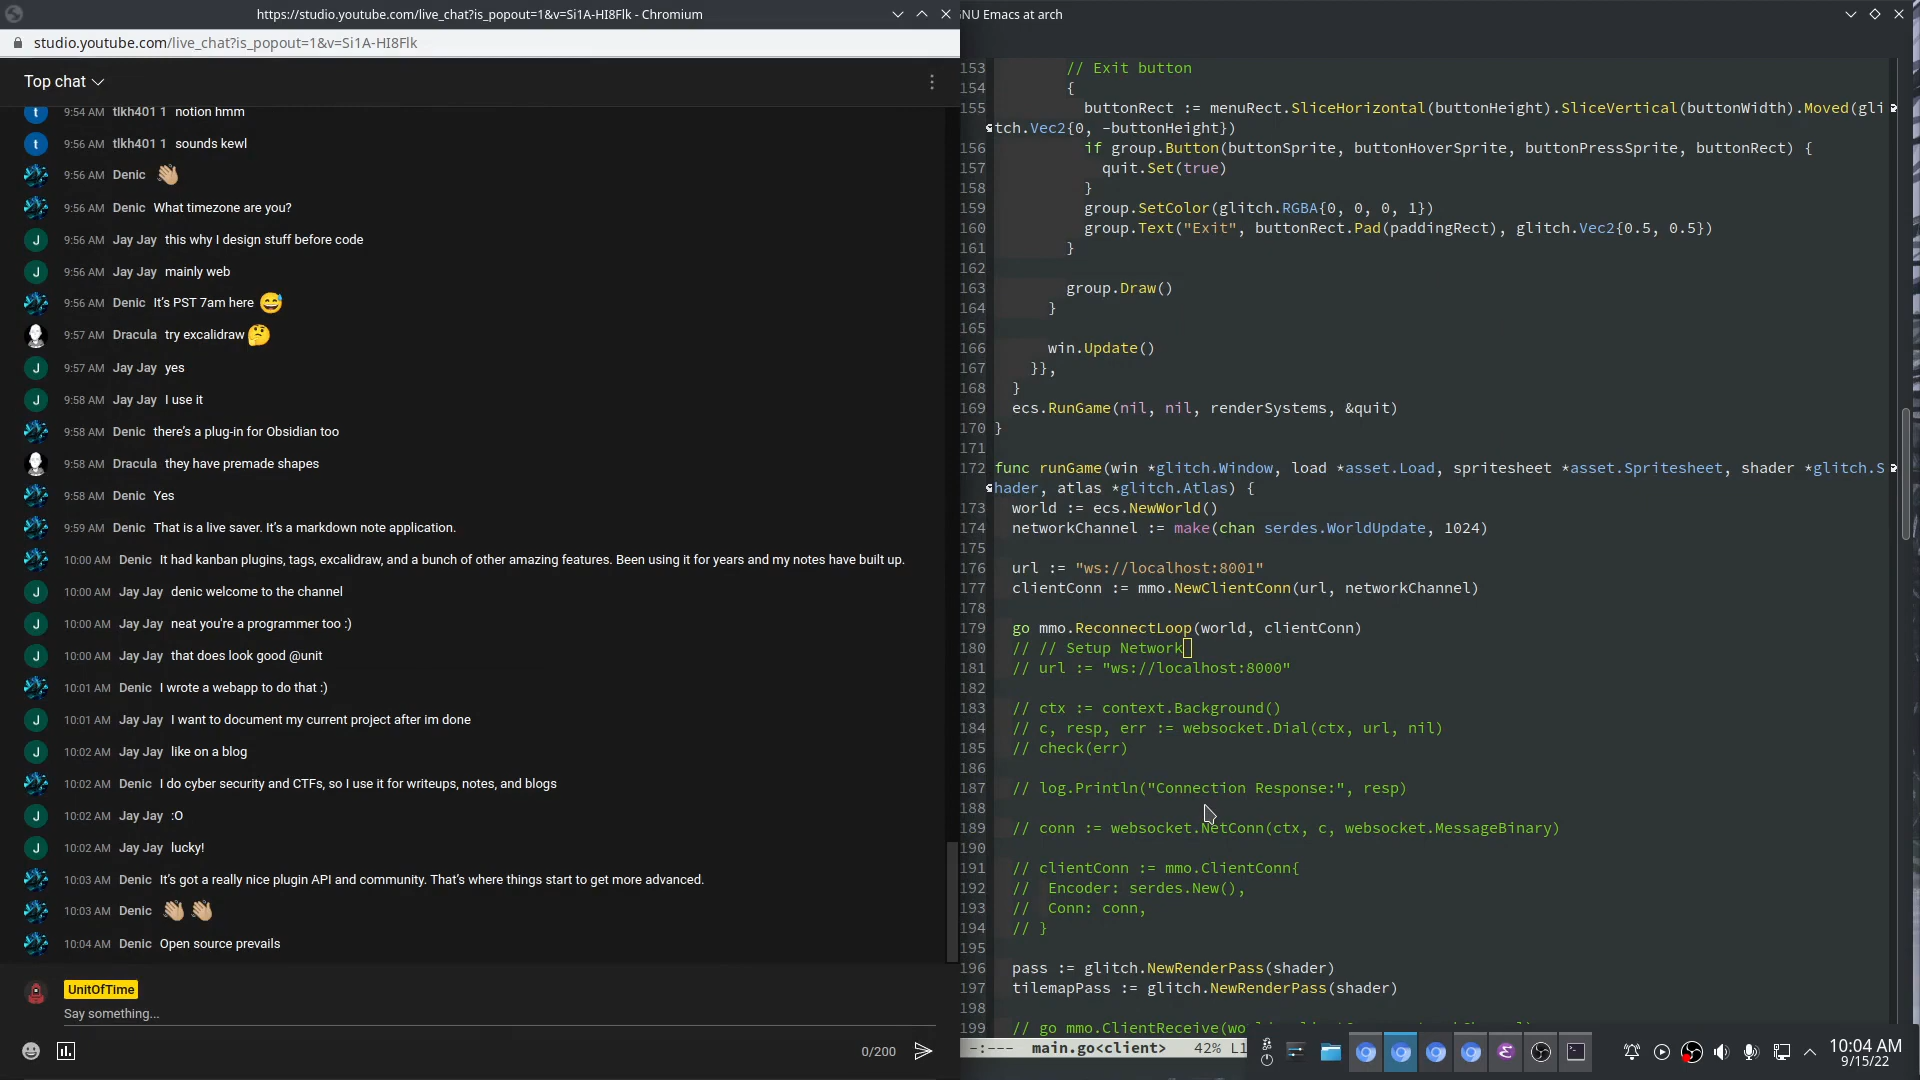 https://studio.youtube.com/live_chat?is_popout=1&v=Si1A-HI8Flk - Chromium
studio.youtube.com/live_chat?is_popout=1&v=Si1A-HI8Flk
Top chat
9:54 AM tlkh401 1 notion hmm
9:56 AM tlkh401 1 sounds kewl
9:56 AM Denic 👋🏼
9:56 AM Denic What timezone are you?
9:56 AM Jay Jay this why I design stuff before code
9:56 AM Jay Jay mainly web
9:56 AM Denic It's PST 7am here 😅
9:57 AM Dracula try excalidraw 🤔
9:57 AM Jay Jay yes
9:58 AM Jay Jay I use it
9:58 AM Denic there's a plug-in for Obsidian too
9:58 AM Dracula they have premade shapes
9:58 AM Denic Yes
9:59 AM Denic That is a live saver. It's a markdown note application.
10:00 AM Denic It had kanban plugins, tags, excalidraw, and a bunch of other amazing features. Been using it for years and my notes have built up.
10:00 AM Jay Jay denic welcome to the channel
10:00 AM Jay Jay neat you're a programmer too :)
10:00 AM Jay Jay that does look good @unit
10:01 AM Denic I wrote a webapp to do that :)
10:01 AM Jay Jay I want to document my current project after im done
10:02 AM Jay Jay like on a blog
10:02 AM Denic I do cyber security and CTFs, so I use it for writeups, notes, and blogs
10:02 AM Jay Jay :O
10:02 AM Jay Jay lucky!
10:03 AM Denic It's got a really nice plugin API and community. That's where things start to get more advanced.
10:03 AM Denic 👋🏼 👋🏼
10:04 AM Denic Open source prevails
UnitOfTime
Say something...
0/200
NU Emacs at arch
153 // Exit button
154 {
155 buttonRect := menuRect.SliceHorizontal(buttonHeight).SliceVertical(buttonWidth).Moved(gli
tch.Vec2{0, -buttonHeight})
156 if group.Button(buttonSprite, buttonHoverSprite, buttonPressSprite, buttonRect) {
157 quit.Set(true)
158 }
159 group.SetColor(glitch.RGBA{0, 0, 0, 1})
160 group.Text("Exit", buttonRect.Pad(paddingRect), glitch.Vec2{0.5, 0.5})
161 }
162
163 group.Draw()
164 }
165
166 win.Update()
167 }},
168 }
169 ecs.RunGame(nil, nil, renderSystems, &quit)
170 }
171
172 func runGame(win *glitch.Window, load *asset.Load, spritesheet *asset.Spritesheet, shader *glitch.S
hader, atlas *glitch.Atlas) {
173 world := ecs.NewWorld()
174 networkChannel := make(chan serdes.WorldUpdate, 1024)
175
176 url := "ws://localhost:8001"
177 clientConn := mmo.NewClientConn(url, networkChannel)
178
179 go mmo.ReconnectLoop(world, clientConn)
180 // // Setup Network
181 // url := "ws://localhost:8000"
182
183 // ctx := context.Background()
184 // c, resp, err := websocket.Dial(ctx, url, nil)
185 // check(err)
186
187 // log.Println("Connection Response:", resp)
188
189 // conn := websocket.NetConn(ctx, c, websocket.MessageBinary)
190
191 // clientConn := mmo.ClientConn{
192 // Encoder: serdes.New(),
193 // Conn: conn,
194 // }
195
196 pass := glitch.NewRenderPass(shader)
197 tilemapPass := glitch.NewRenderPass(shader)
198
199 // go mmo.ClientReceive(
-:--- main.go<client> 42% L1
10:04 AM
9/15/22